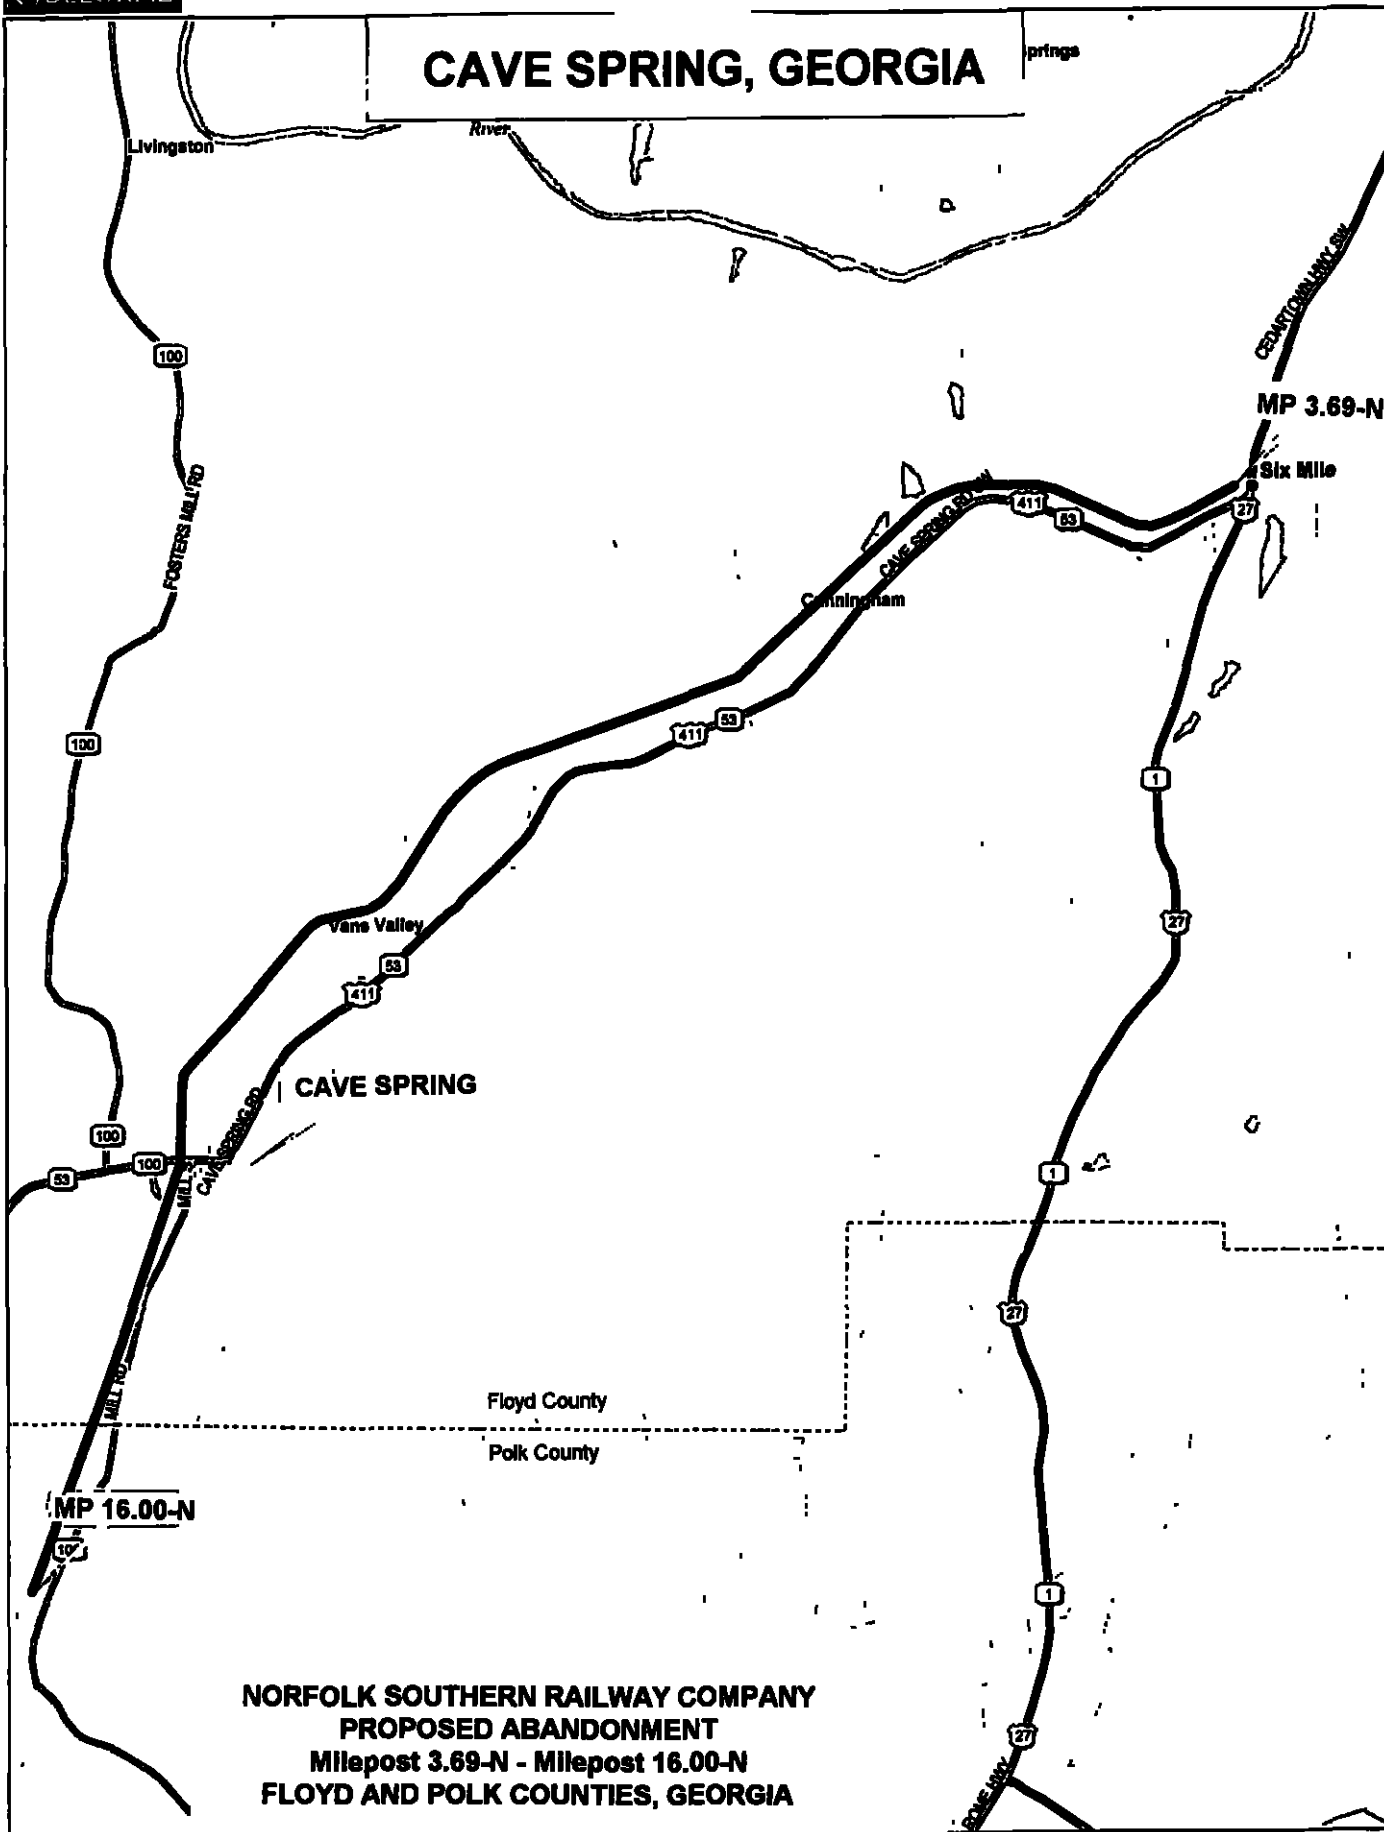 CAVE SPRING, GEORGIA
prings
River
Livingston
CEDARTOWN HWY SW
100
MP 3.69-N
Six Mile
27
FOSTERS MILL RD
CAVE SPRING RD SW
411
53
Cunningham
53
411
100
1
27
Vans Valley
53
411
CAVE SPRING
CAVE SPRING RD
100
100
53
MILL
1
27
MILL RD
Floyd County
Polk County
MP 16.00-N
1
27
ROME HWY
NORFOLK SOUTHERN RAILWAY COMPANY
PROPOSED ABANDONMENT
Milepost 3.69-N - Milepost 16.00-N
FLOYD AND POLK COUNTIES, GEORGIA